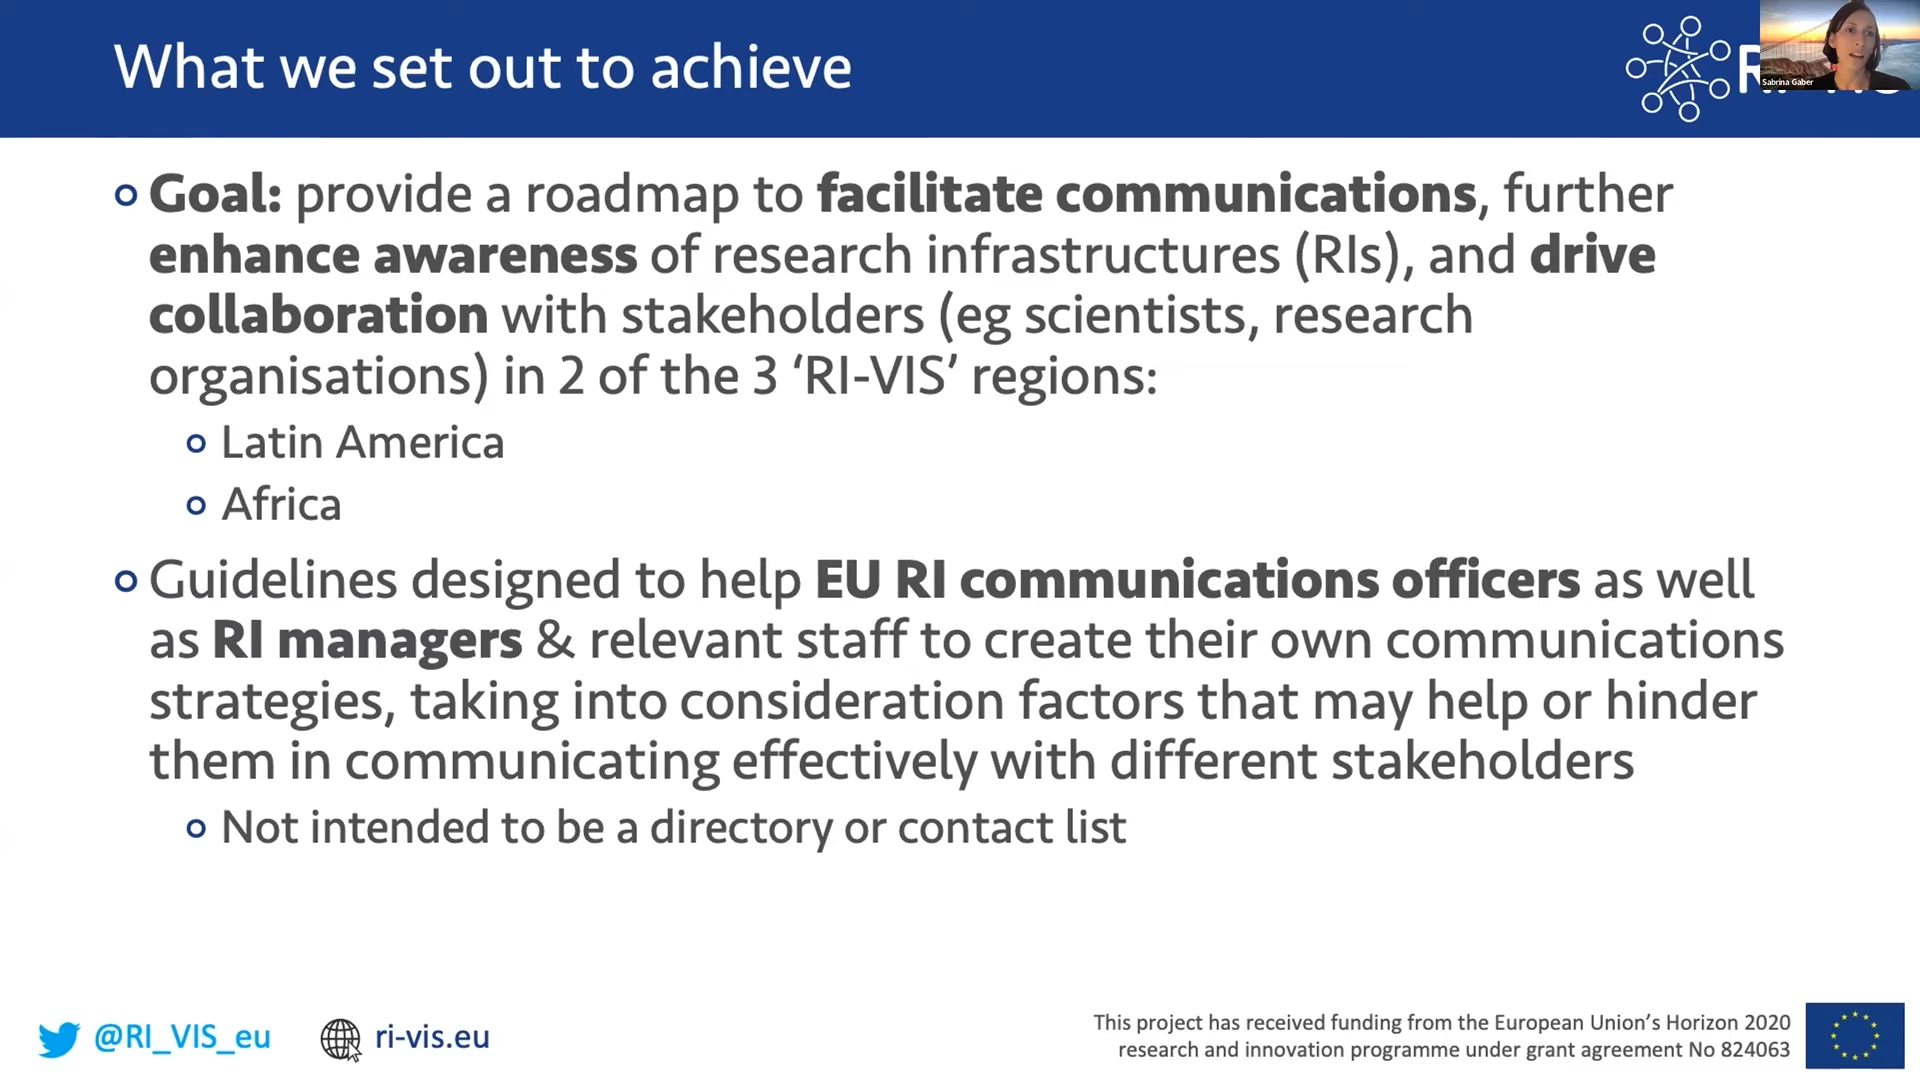 What we set out to achieve
Sabrina Gaber
Goal: provide a roadmap to facilitate communications, further
enhance awareness of research infrastructures (RIs), and drive
collaboration with stakeholders (eg scientists, research
organisations) in 2 of the 3 ‘RI-VIS’ regions:
Latin America
Africa
Guidelines designed to help EU RI communications officers as well
as RI managers & relevant staff to create their own communications
strategies, taking into consideration factors that may help or hinder
them in communicating effectively with different stakeholders
Not intended to be a directory or contact list
@RI_VIS_eu
ri-vis.eu
This project has received funding from the European Union’s Horizon 2020
research and innovation programme under grant agreement No 824063